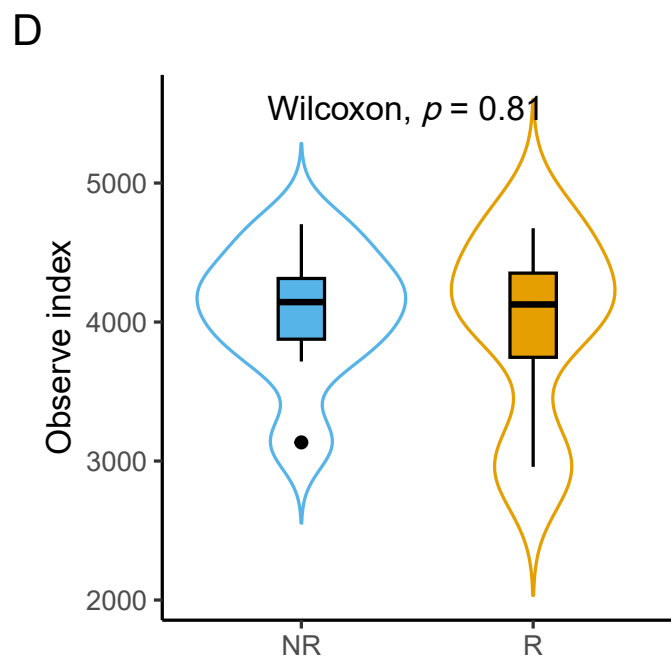 D
Wilcoxon, p = 0.81
5000
4000
3000
2000
Observe index
NR
R